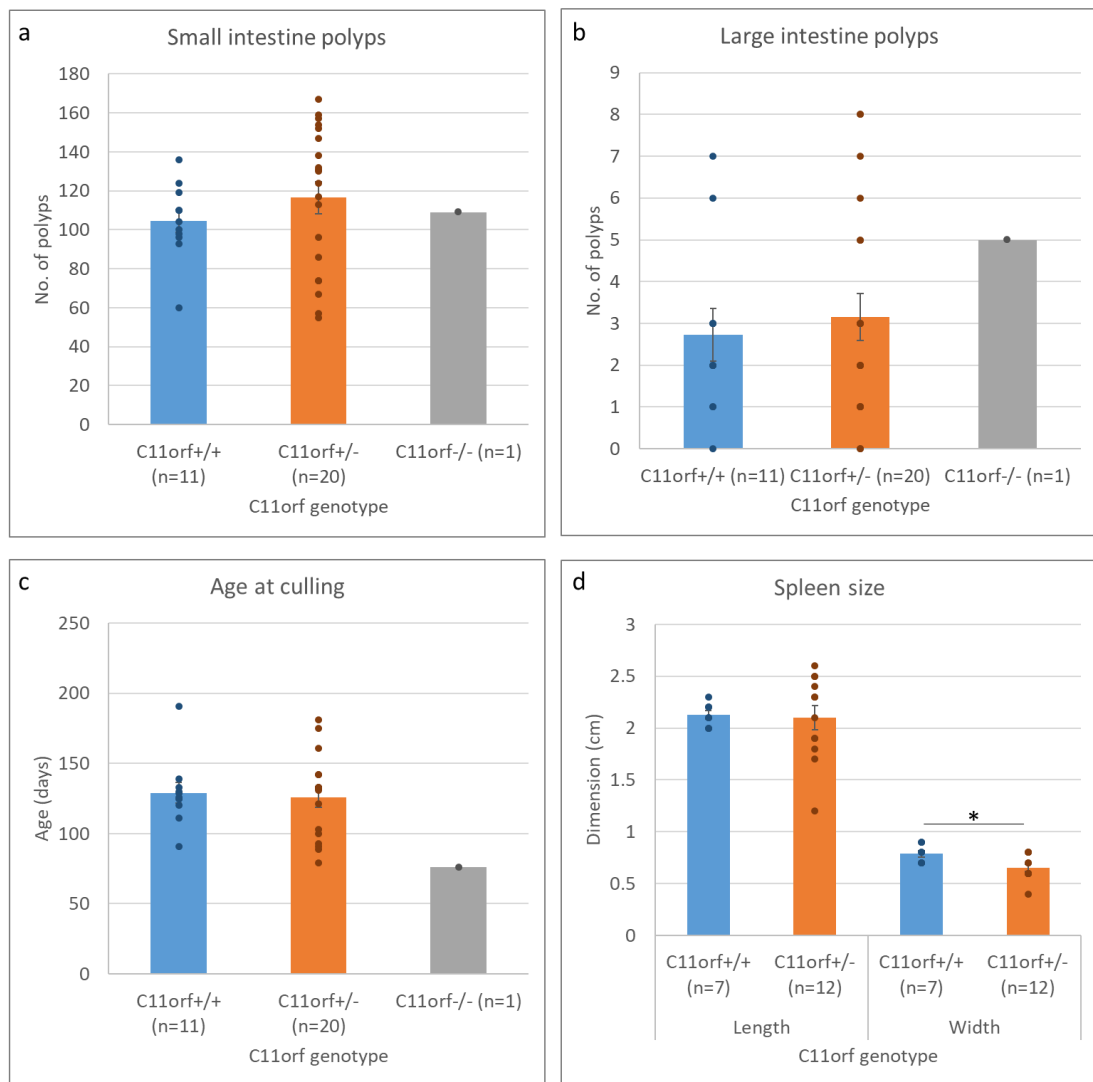 a
Small intestine polyps
No. of polyps
180
160
140
120
100
80
60
40
20
0
C11orf+/+
(n=11)
C11orf+/-
(n=20)
C11orf-/- (n=1)
C11orf genotype
b
Large intestine polyps
No. of polyps
9
8
7
6
5
4
3
2
1
0
C11orf+/+ (n=11)
C11orf+/- (n=20)
C11orf-/- (n=1)
C11orf genotype
c
Age at culling
Age (days)
250
200
150
100
50
0
C11orf+/+
(n=11)
C11orf+/-
(n=20)
C11orf-/- (n=1)
C11orf genotype
d
Spleen size
Dimension (cm)
3
2.5
2
1.5
1
0.5
0
*
C11orf+/+
(n=7)
C11orf+/-
(n=12)
C11orf+/+
(n=7)
C11orf+/-
(n=12)
Length
Width
C11orf genotype